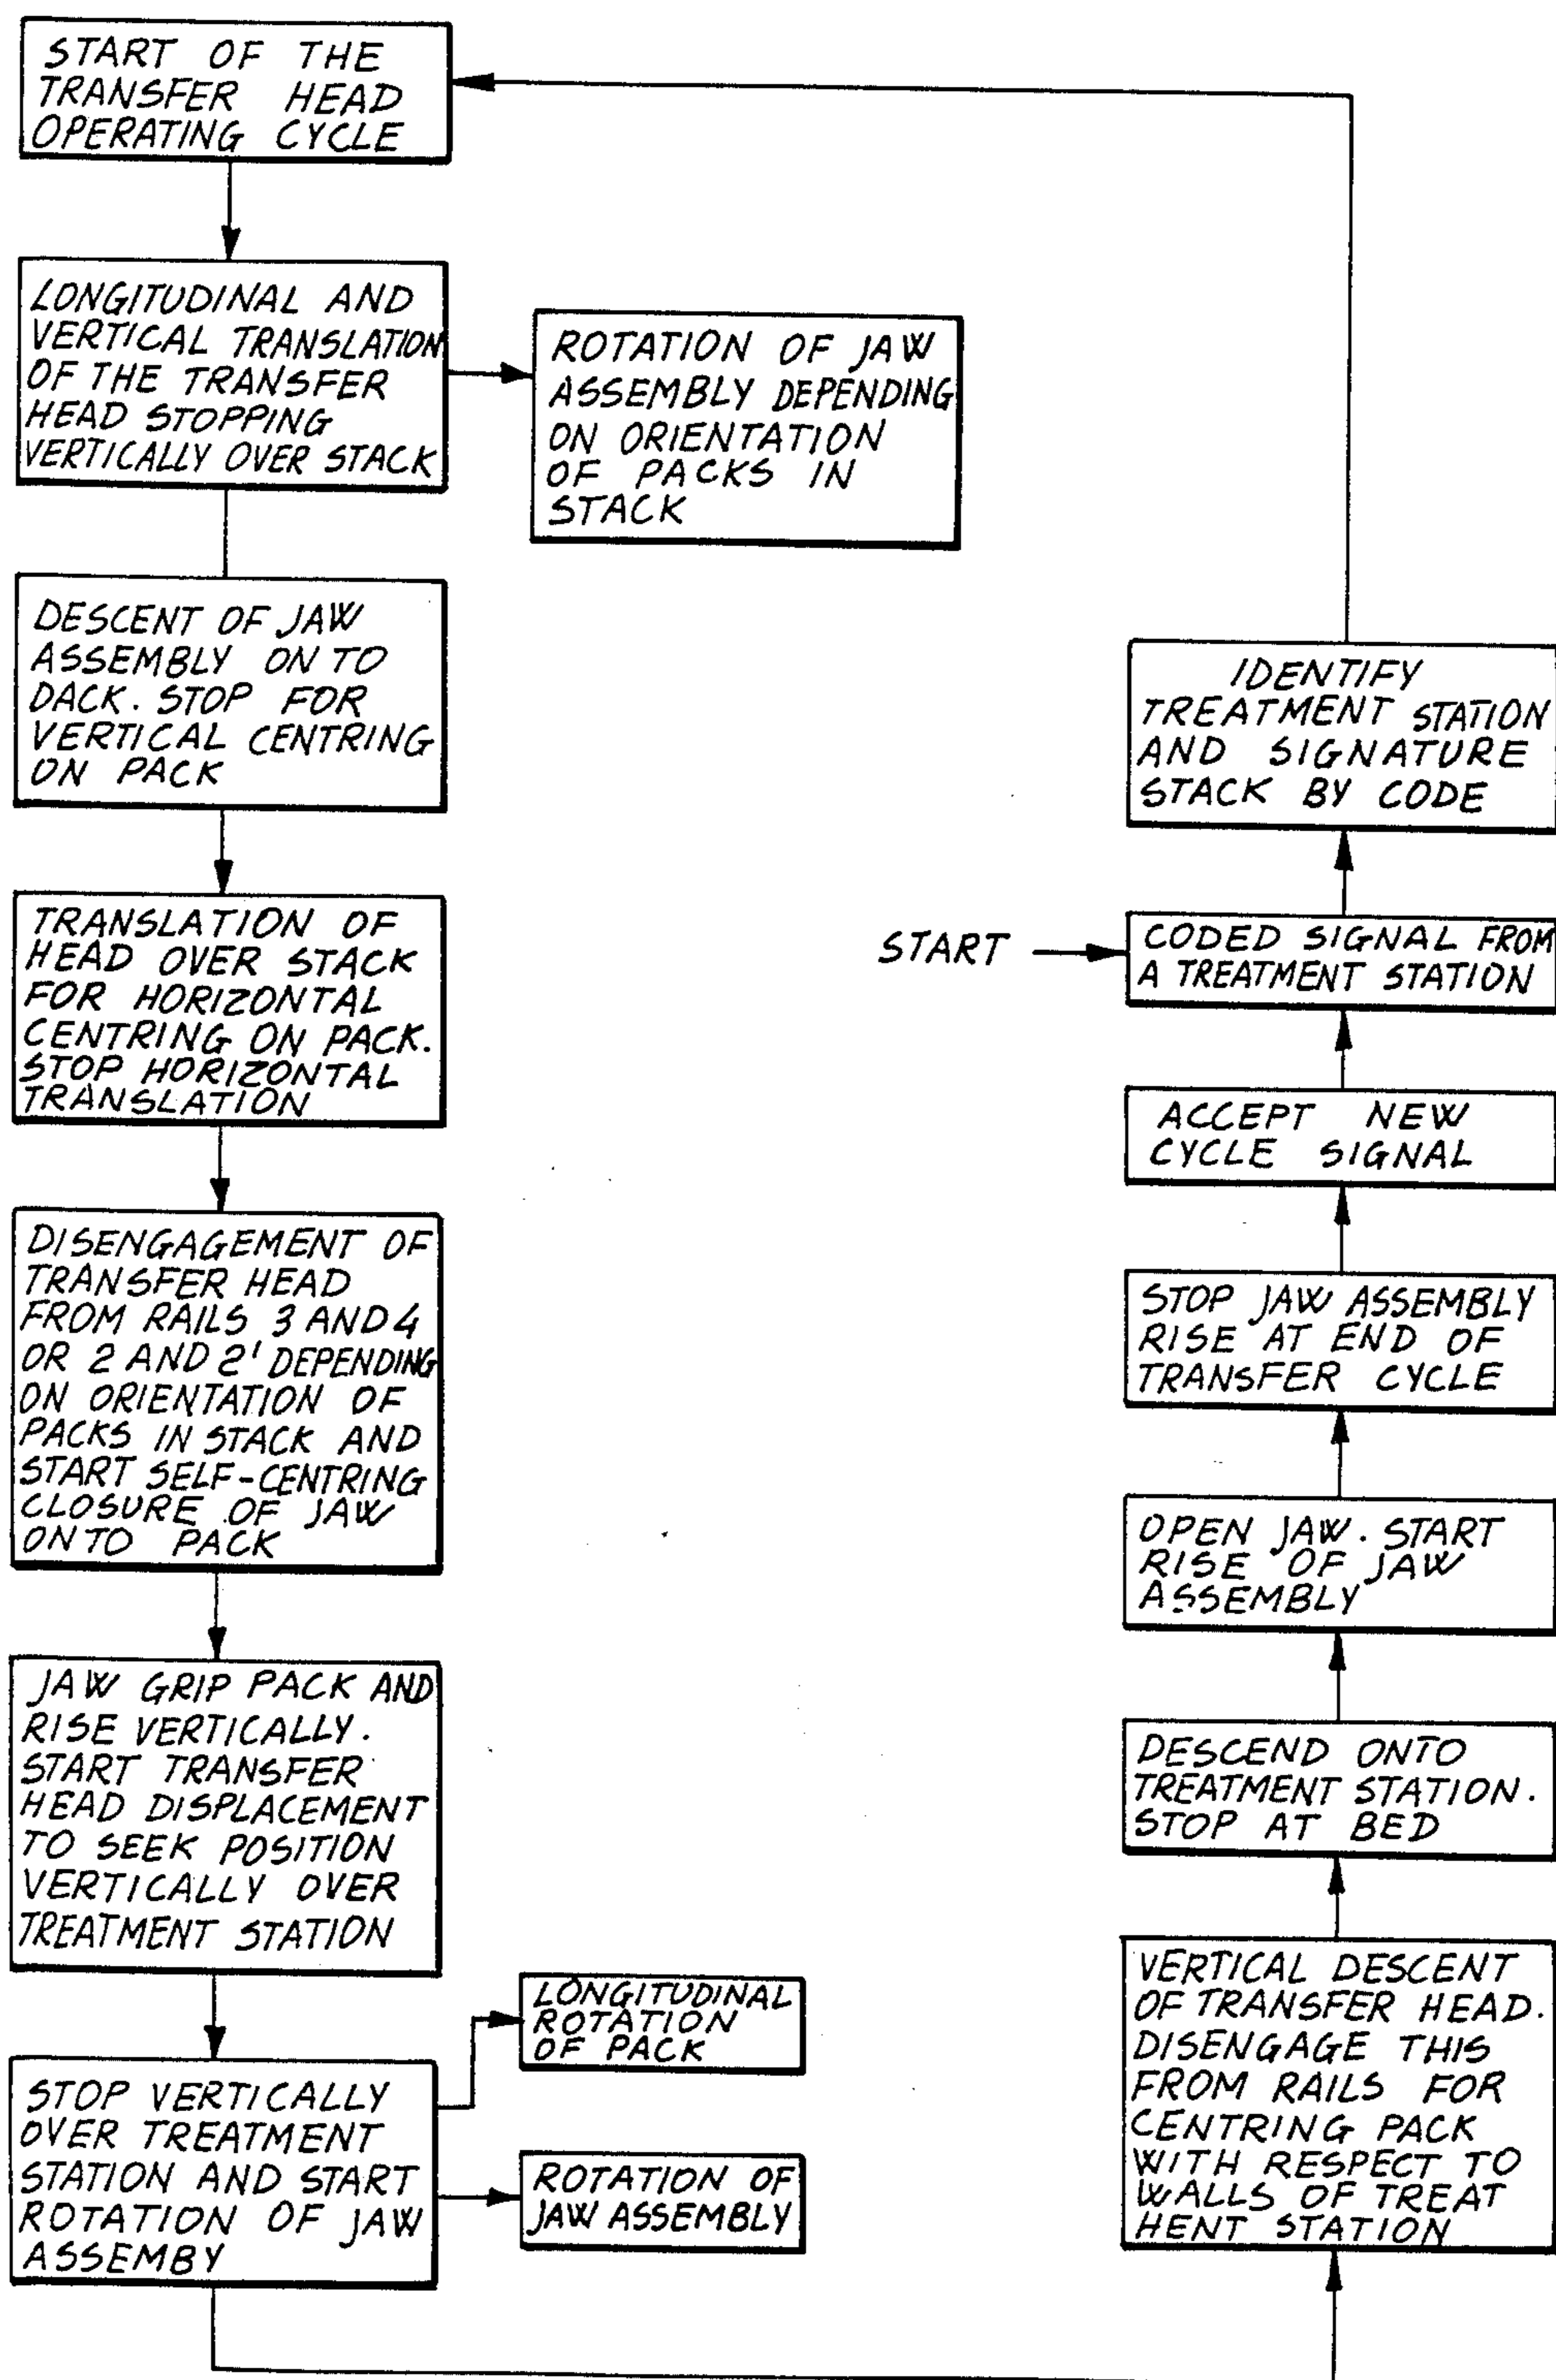 START OF THE
TRANSFER HEAD
OPERATING CYCLE
LONGITUDINAL AND
VERTICAL TRANSLATION
OF THE TRANSFER
HEAD STOPPING
VERTICALLY OVER STACK
ROTATION OF JAW
ASSEMBLY DEPENDING
ON ORIENTATION
OF PACKS IN
STACK
DESCENT OF JAW
ASSEMBLY ON TO
DACK. STOP FOR
VERTICAL CENTRING
ON PACK
TRANSLATION OF
HEAD OVER STACK
FOR HORIZONTAL
CENTRING ON PACK.
STOP HORIZONTAL
TRANSLATION
DISENGAGEMENT OF
TRANSFER HEAD
FROM RAILS 3 AND 4
OR 2 AND 2' DEPENDING
ON ORIENTATION OF
PACKS IN STACK AND
START SELF-CENTRING
CLOSURE OF JAW
ONTO PACK
JAW GRIP PACK AND
RISE VERTICALLY.
START TRANSFER
HEAD DISPLACEMENT
TO SEEK POSITION
VERTICALLY OVER
TREATMENT STATION
STOP VERTICALLY
OVER TREATMENT
STATION AND START
ROTATION OF JAW
ASSEMBY
LONGITUDINAL
ROTATION
OF PACK
ROTATION OF
JAW ASSEMBLY
VERTICAL DESCENT
OF TRANSFER HEAD.
DISENGAGE THIS
FROM RAILS FOR
CENTRING PACK
WITH RESPECT TO
WALLS OF TREAT
HENT STATION
DESCEND ONTO
TREATMENT STATION.
STOP AT BED
OPEN JAW. START
RISE OF JAW
ASSEMBLY
STOP JAW ASSEMBLY
RISE AT END OF
TRANSFER CYCLE
ACCEPT NEW
CYCLE SIGNAL
START
CODED SIGNAL FROM
A TREATMENT STATION
IDENTIFY
TREATMENT STATION
AND SIGNATURE
STACK BY CODE